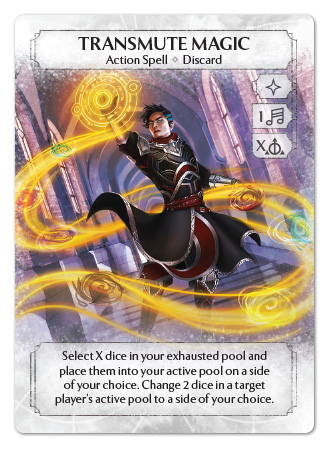 TRANSMUTE MAGIC
Action Spell ⟡ Discard
1
X
Select X dice in your exhausted pool and
place them into your active pool on a side
of your choice. Change 2 dice in a target
player's active pool to a side of your choice.